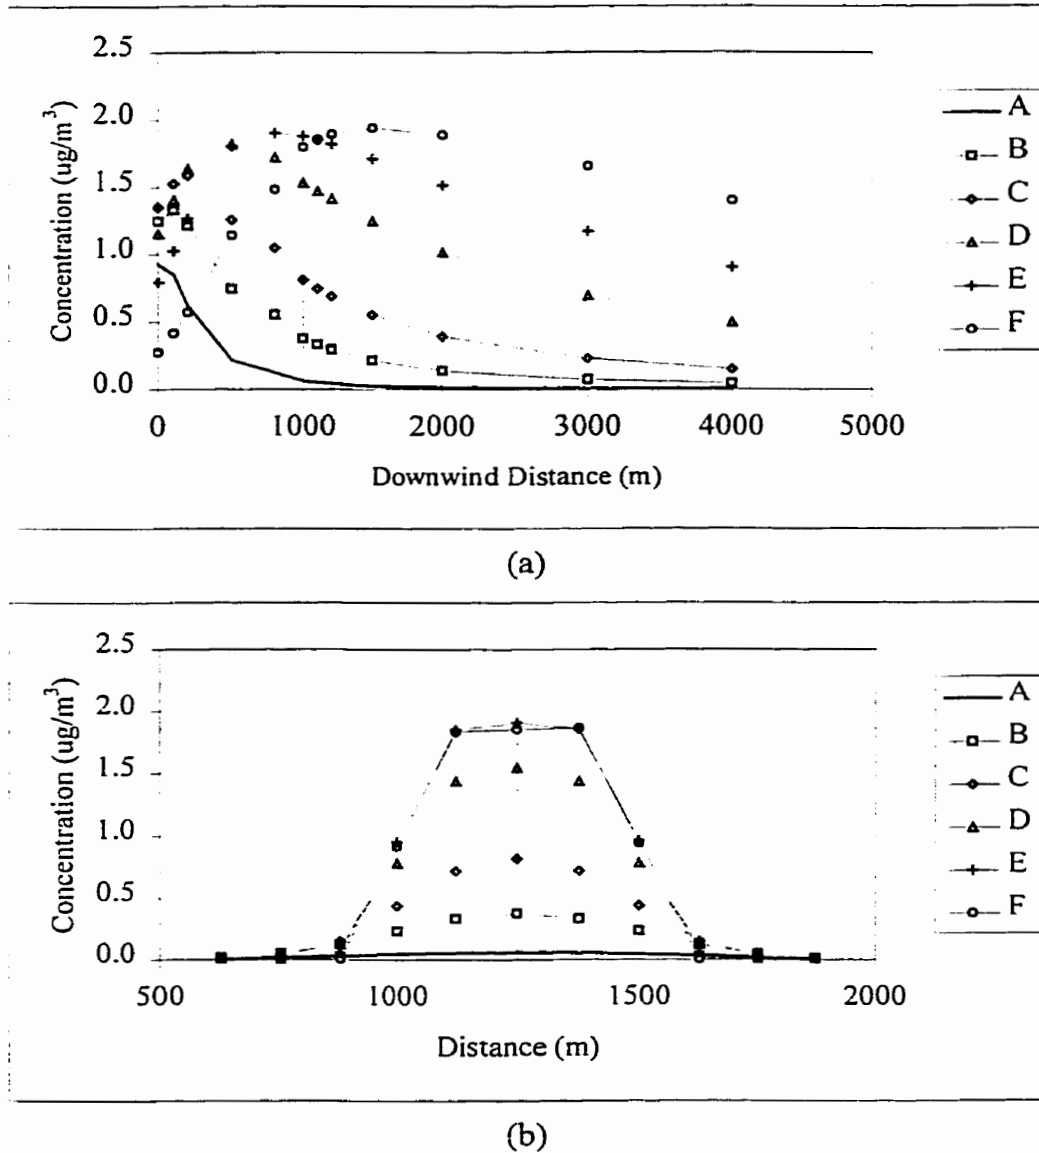 2.5
2.0
1.5
1.0
0.5
0.0
Concentration (ug/m³)
0 1000 2000 3000 4000 5000
Downwind Distance (m)
A
B
C
D
E
F
(a)
2.5
2.0
1.5
1.0
0.5
0.0
Concentration (ug/m³)
500 1000 1500 2000
Distance (m)
A
B
C
D
E
F
(b)